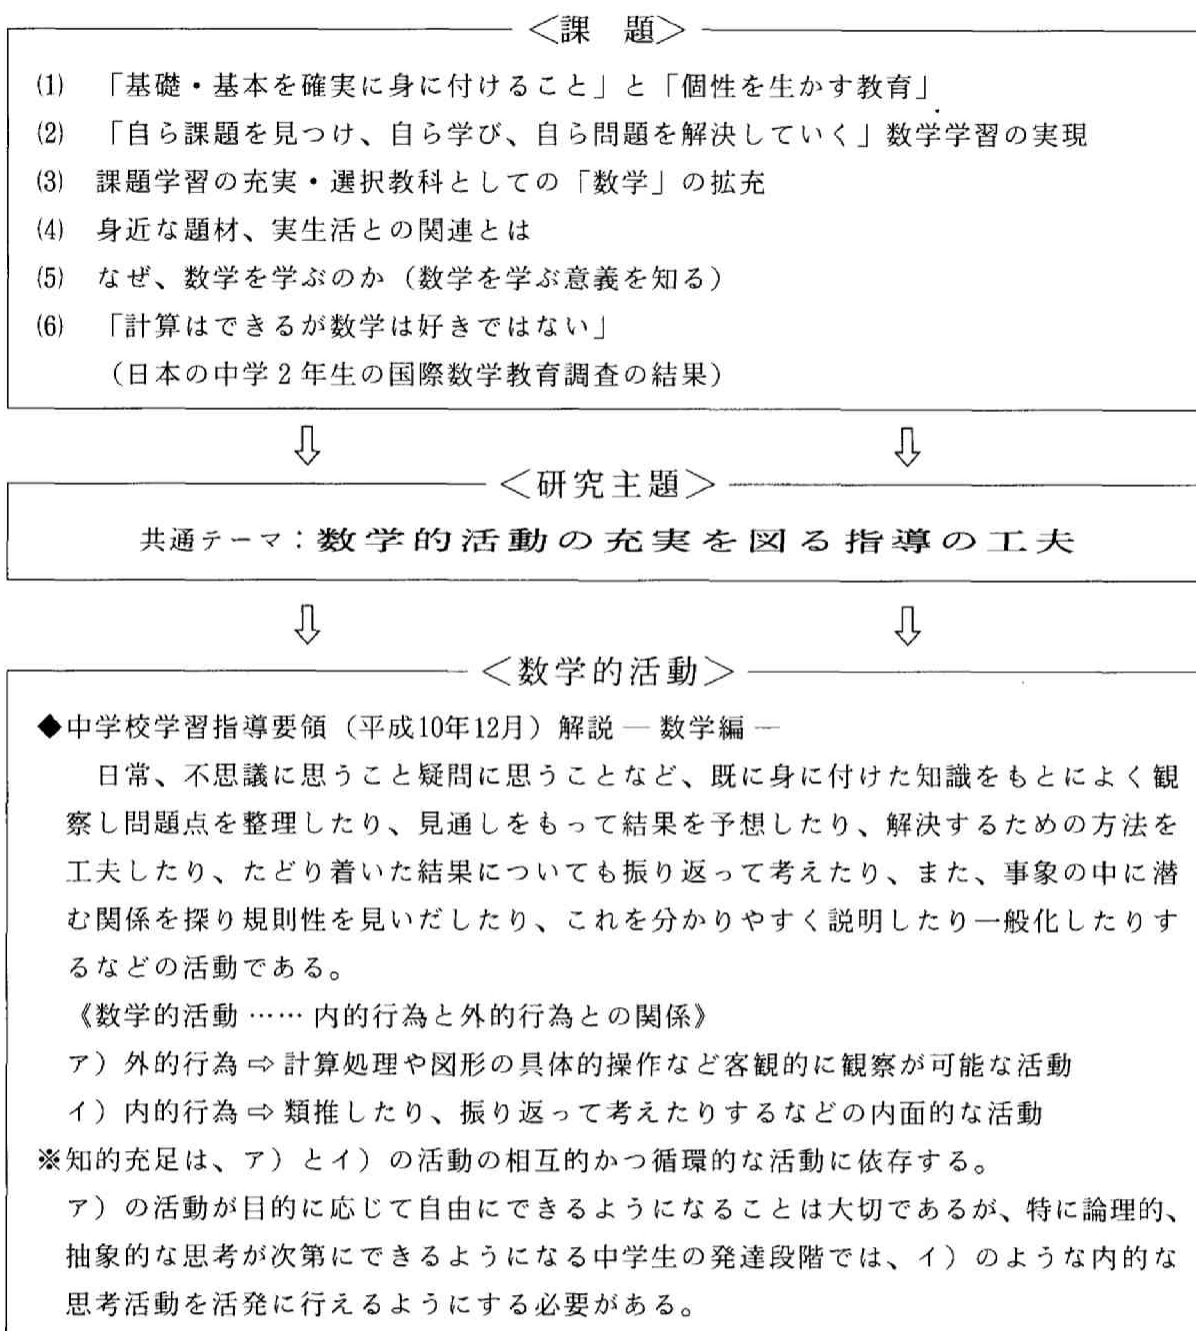 ＜課　題＞
(1)　「基礎・基本を確実に身に付けること」と「個性を生かす教育」
(2)　「自ら課題を見つけ、自ら学び、自ら問題を解決していく」数学学習の実現
(3)　課題学習の充実・選択教科としての「数学」の拡充
(4)　身近な題材、実生活との関連とは
(5)　なぜ、数学を学ぶのか（数学を学ぶ意義を知る）
(6)　「計算はできるが数学は好きではない」
（日本の中学２年生の国際数学教育調査の結果）
⇩　⇩
＜研究主題＞
共通テーマ：数学的活動の充実を図る指導の工夫
⇩　⇩
＜数学的活動＞
◆中学校学習指導要領（平成10年12月）解説 ― 数学編 ―
日常、不思議に思うこと疑問に思うことなど、既に身に付けた知識をもとによく観
察し問題点を整理したり、見通しをもって結果を予想したり、解決するための方法を
工夫したり、たどり着いた結果についても振り返って考えたり、また、事象の中に潜
む関係を探り規則性を見いだしたり、これを分かりやすく説明したり一般化したりす
るなどの活動である。
《数学的活動 …… 内的行為と外的行為との関係》
ア）外的行為 ⇨ 計算処理や図形の具体的操作など客観的に観察が可能な活動
イ）内的行為 ⇨ 類推したり、振り返って考えたりするなどの内面的な活動
※知的充足は、ア）とイ）の活動の相互的かつ循環的な活動に依存する。
ア）の活動が目的に応じて自由にできるようになることは大切であるが、特に論理的、
抽象的な思考が次第にできるようになる中学生の発達段階では、イ）のような内的な
思考活動を活発に行えるようにする必要がある。